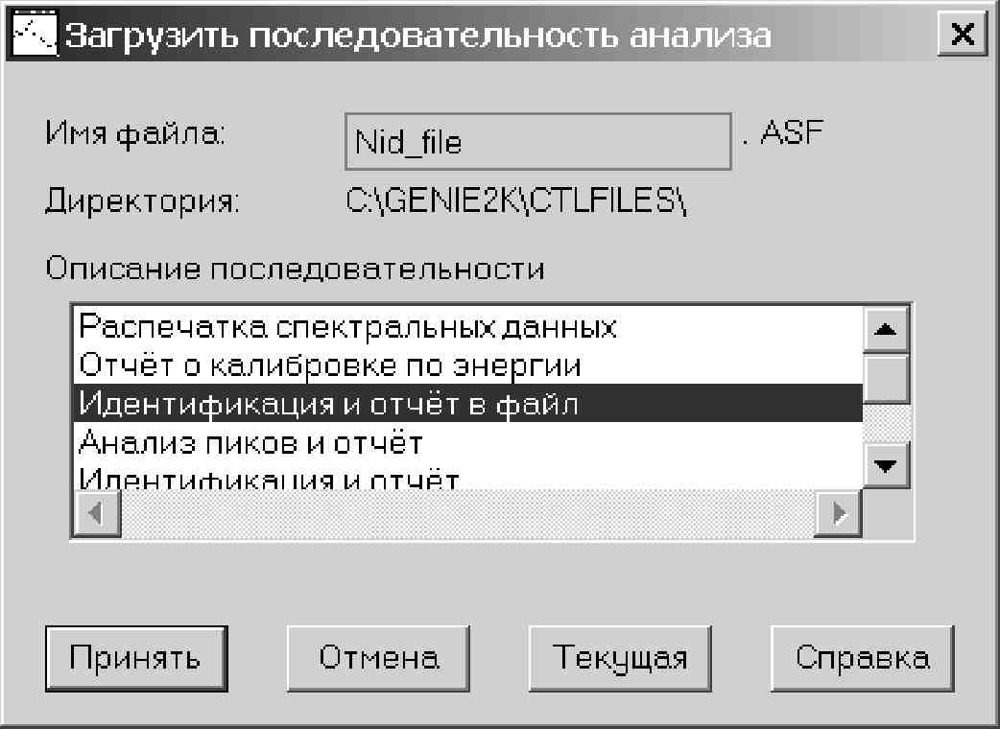 Загрузить последовательность анализа
Имя файла: Nid_file . ASF
Директория: C:\GENIE2K\CTLFILES\
Описание последовательности
Распечатка спектральных данных
Отчёт о калибровке по энергии
Идентификация и отчёт в файл
Анализ пиков и отчёт
Идентификация и отчёт
Принять Отмена Текущая Справка